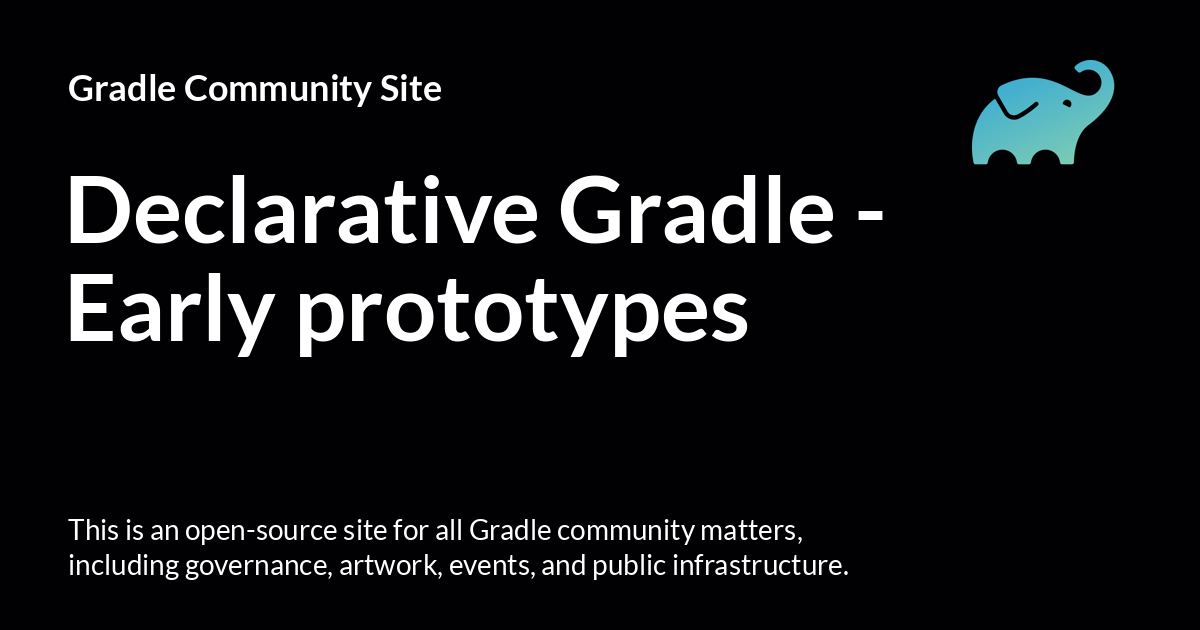 Gradle Community Site
Declarative Gradle -
Early prototypes
This is an open-source site for all Gradle community matters,
including governance, artwork, events, and public infrastructure.